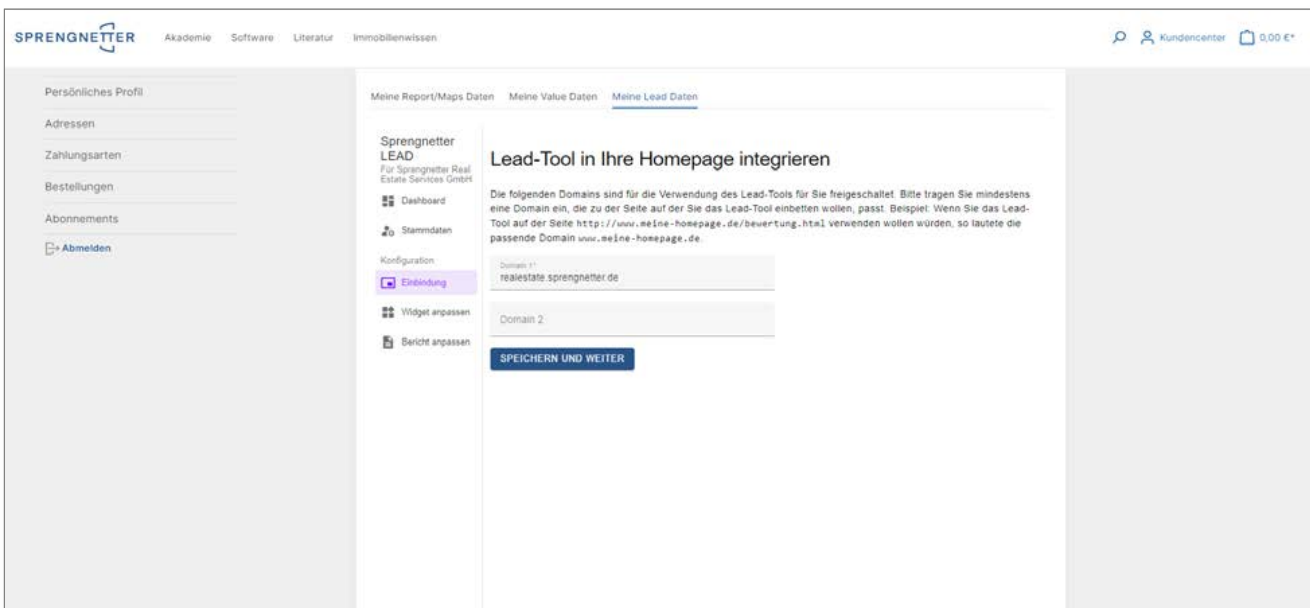 SPRENGNETTER
Akademie Software Literatur Immobilienwissen
Kundencenter 0,00 €*
Persönliches Profil
Adressen
Zahlungsarten
Bestellungen
Abonnements
Abmelden
Meine Report/Maps Daten Meine Value Daten Meine Lead Daten
Sprengnetter
LEAD
Für Sprengnetter Real
Estate Services GmbH
Dashboard
Stammdaten
Konfiguration
Einbindung
Widget anpassen
Bericht anpassen
Lead-Tool in Ihre Homepage integrieren
Die folgenden Domains sind für die Verwendung des Lead-Tools für Sie freigeschaltet. Bitte tragen Sie mindestens
eine Domain ein, die zu der Seite auf der Sie das Lead-Tool einbetten wollen, passt. Beispiel: Wenn Sie das Lead-
Tool auf der Seite http://www.meine-homepage.de/bewertung.html verwenden wollen würden, so lautete die
passende Domain www.meine-homepage.de.
Domain 1*
realestate.sprengnetter.de
Domain 2
SPEICHERN UND WEITER